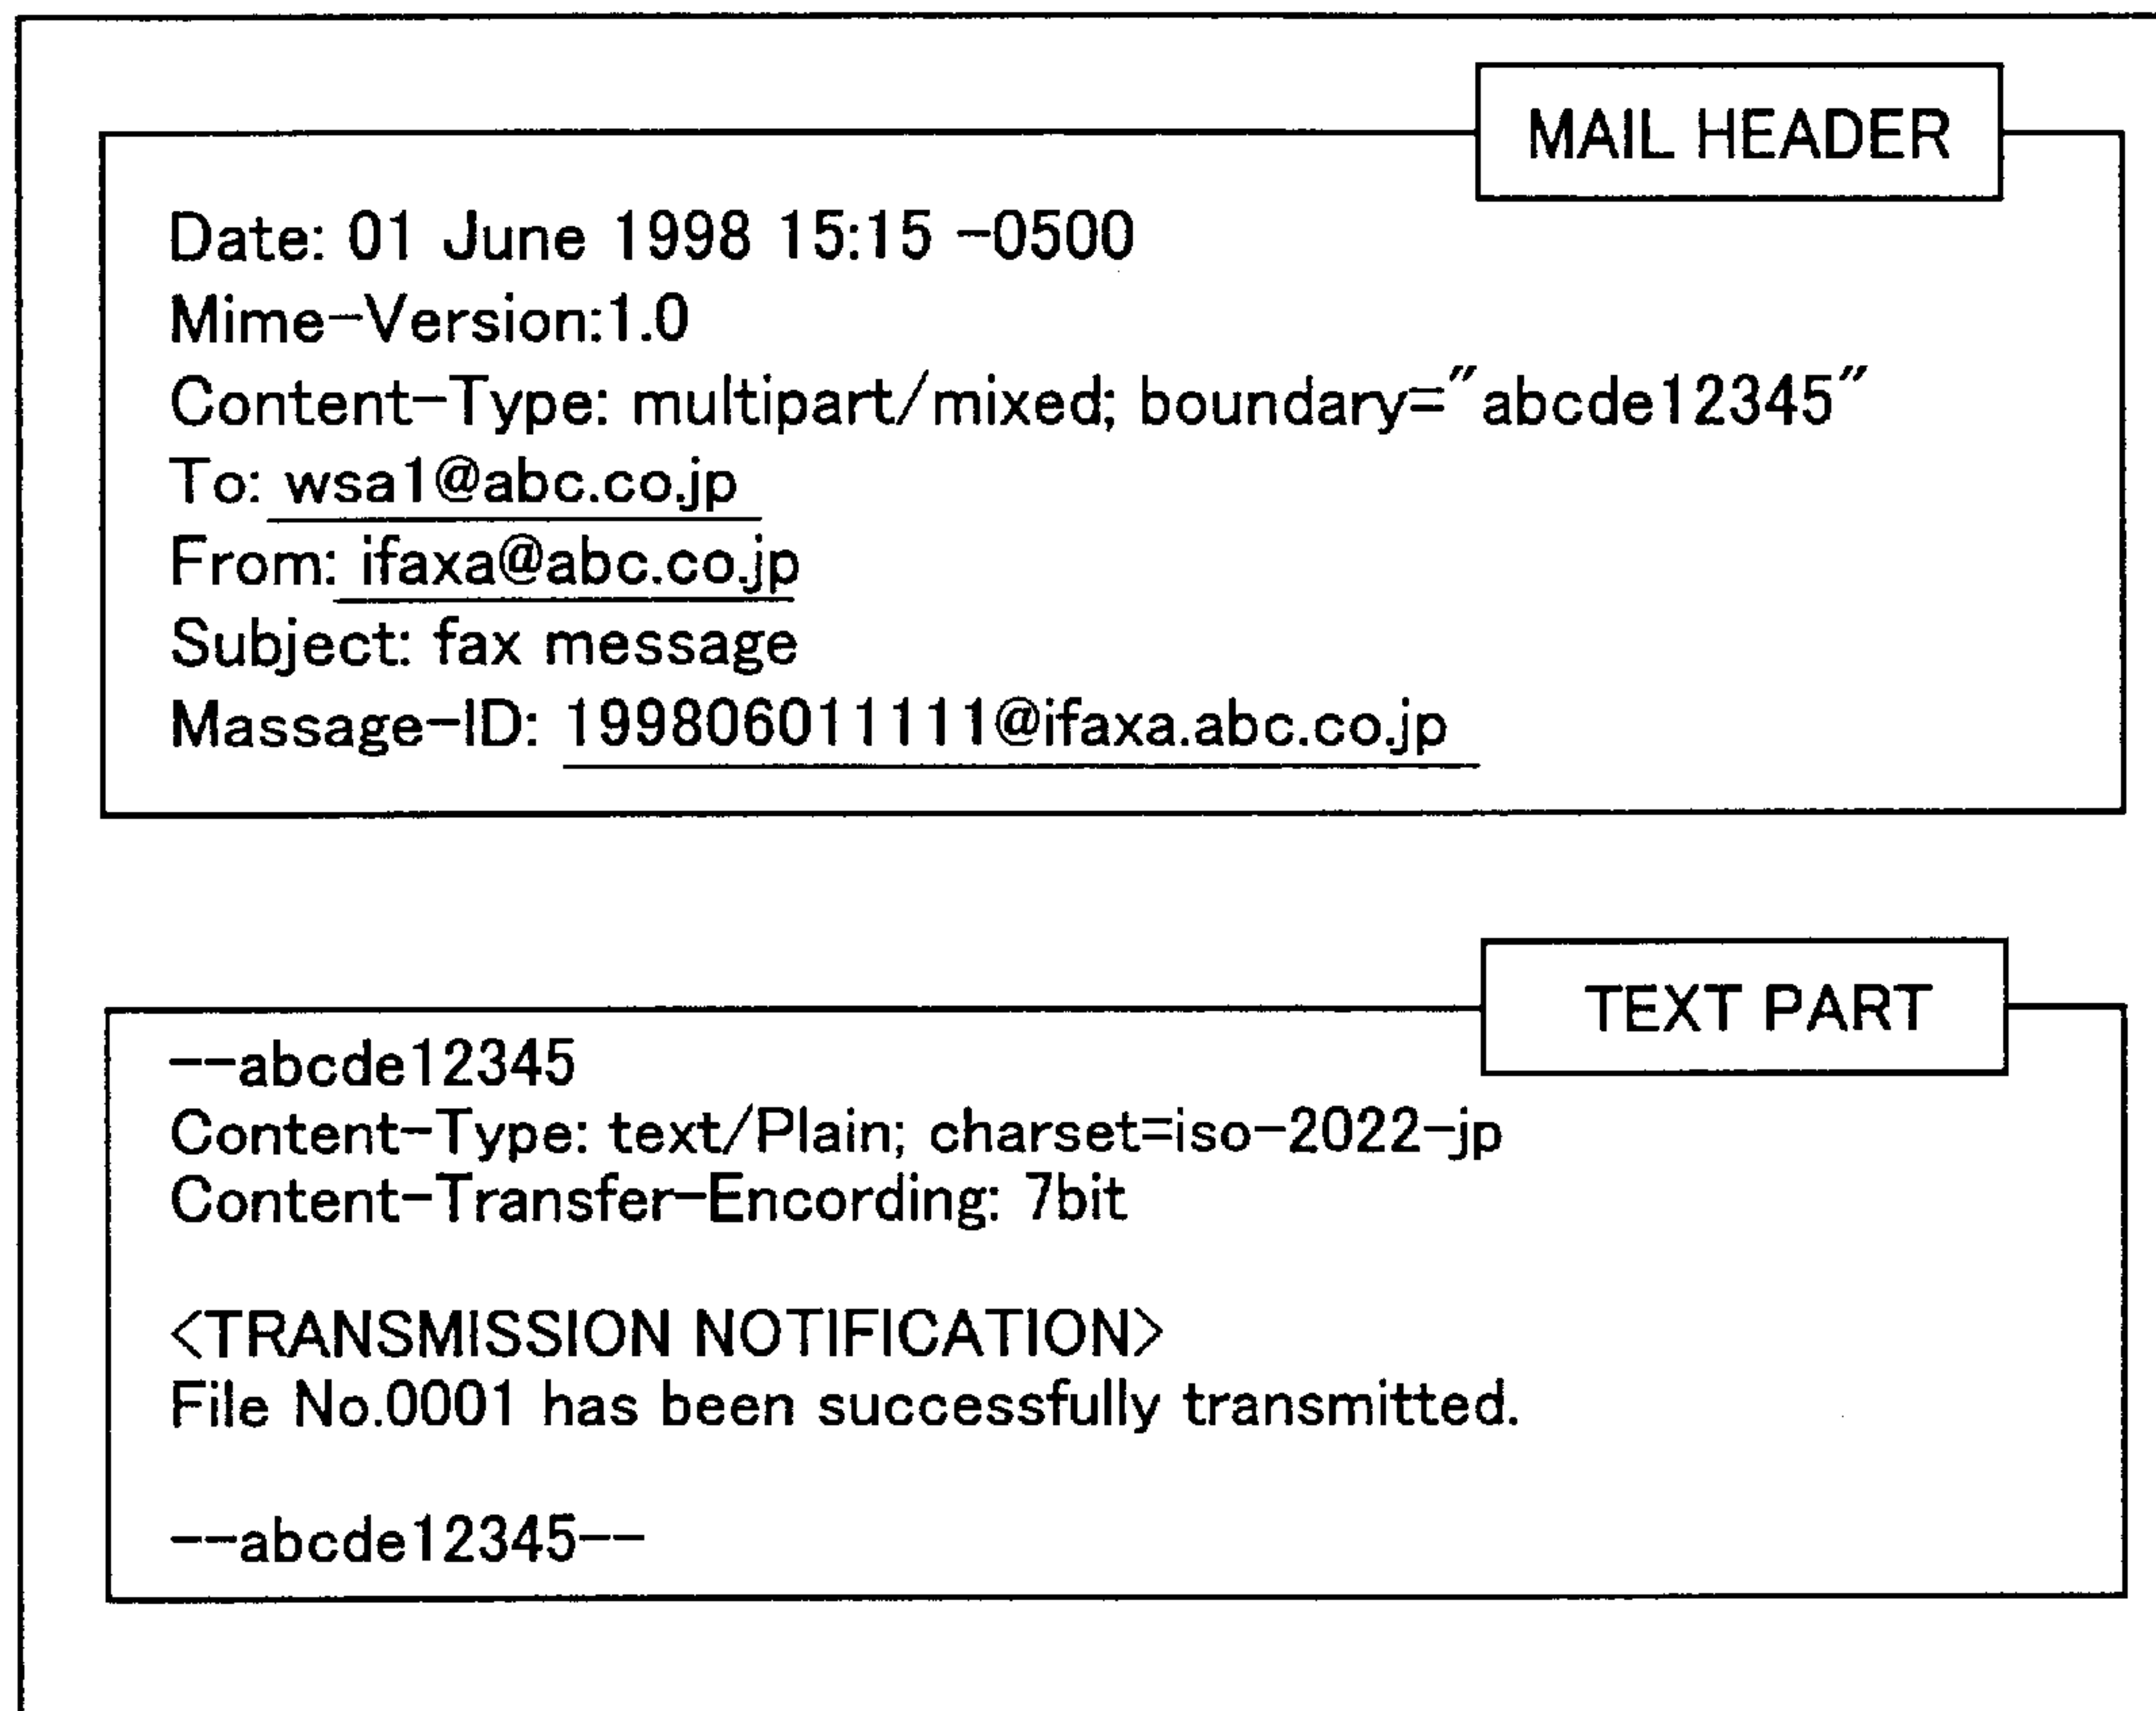 MAIL HEADER
Date: 01 June 1998 15:15 -0500
Mime-Version:1.0
Content-Type: multipart/mixed; boundary="abcde12345"
To: wsa1@abc.co.jp
From: ifaxa@abc.co.jp
Subject: fax message
Massage-ID: 199806011111@ifaxa.abc.co.jp
TEXT PART
--abcde12345
Content-Type: text/Plain; charset=iso-2022-jp
Content-Transfer-Encording: 7bit
<TRANSMISSION NOTIFICATION>
File No.0001 has been successfully transmitted.
--abcde12345--